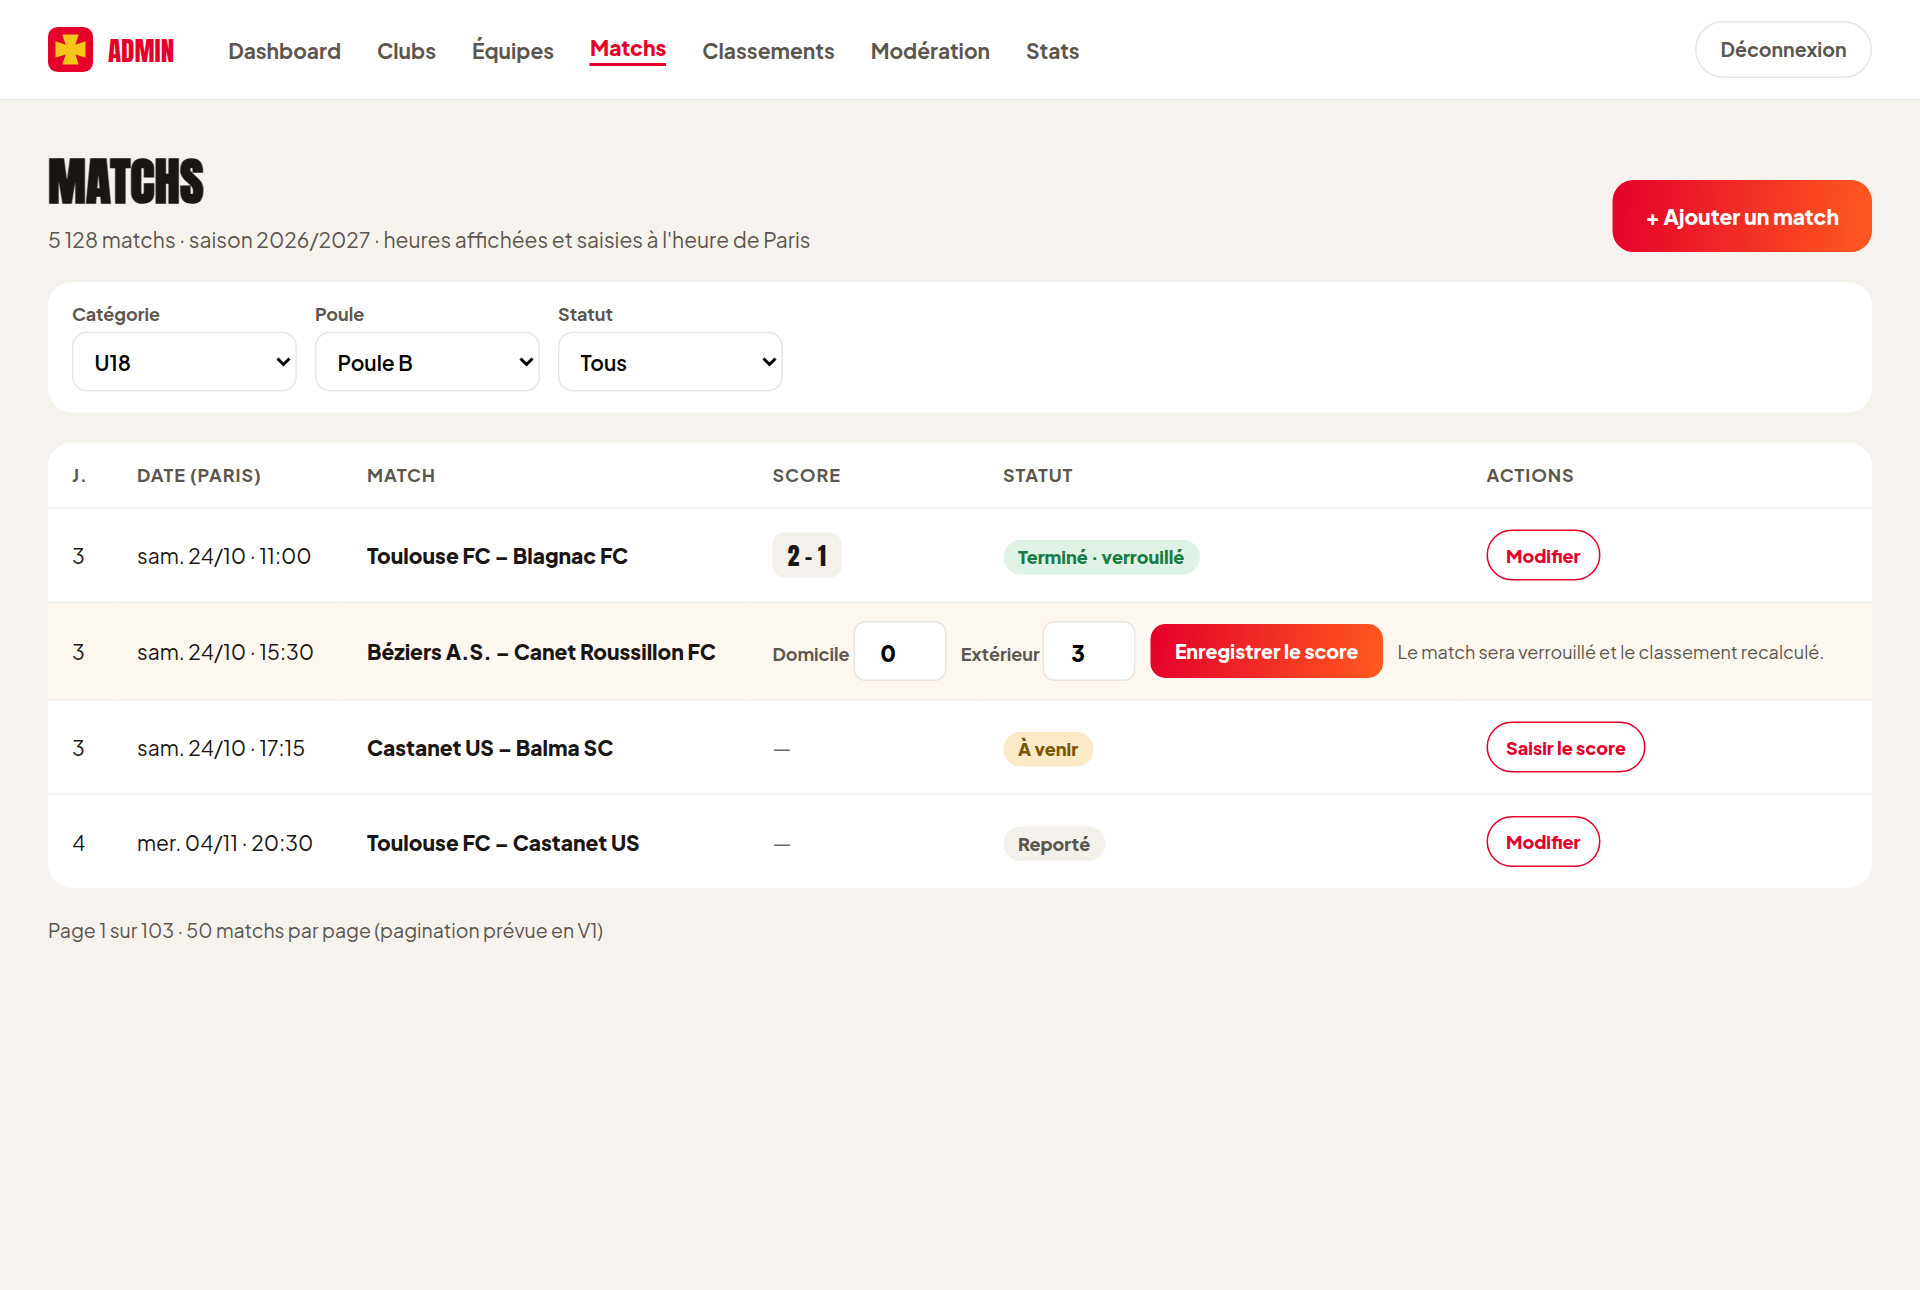 ADMIN Dashboard Clubs Équipes Matchs Classements Modération Stats Déconnexion
MATCHS
5 128 matchs · saison 2026/2027 · heures affichées et saisies à l'heure de Paris
+ Ajouter un match
Catégorie Poule Statut
U18 Poule B Tous
J. DATE (PARIS) MATCH SCORE STATUT ACTIONS
3 sam. 24/10 · 11:00 Toulouse FC – Blagnac FC 2 - 1 Terminé · verrouillé Modifier
3 sam. 24/10 · 15:30 Béziers A.S. – Canet Roussillon FC Domicile 0 Extérieur 3 Enregistrer le score Le match sera verrouillé et le classement recalculé.
3 sam. 24/10 · 17:15 Castanet US – Balma SC — À venir Saisir le score
4 mer. 04/11 · 20:30 Toulouse FC – Castanet US — Reporté Modifier
Page 1 sur 103 · 50 matchs par page (pagination prévue en V1)